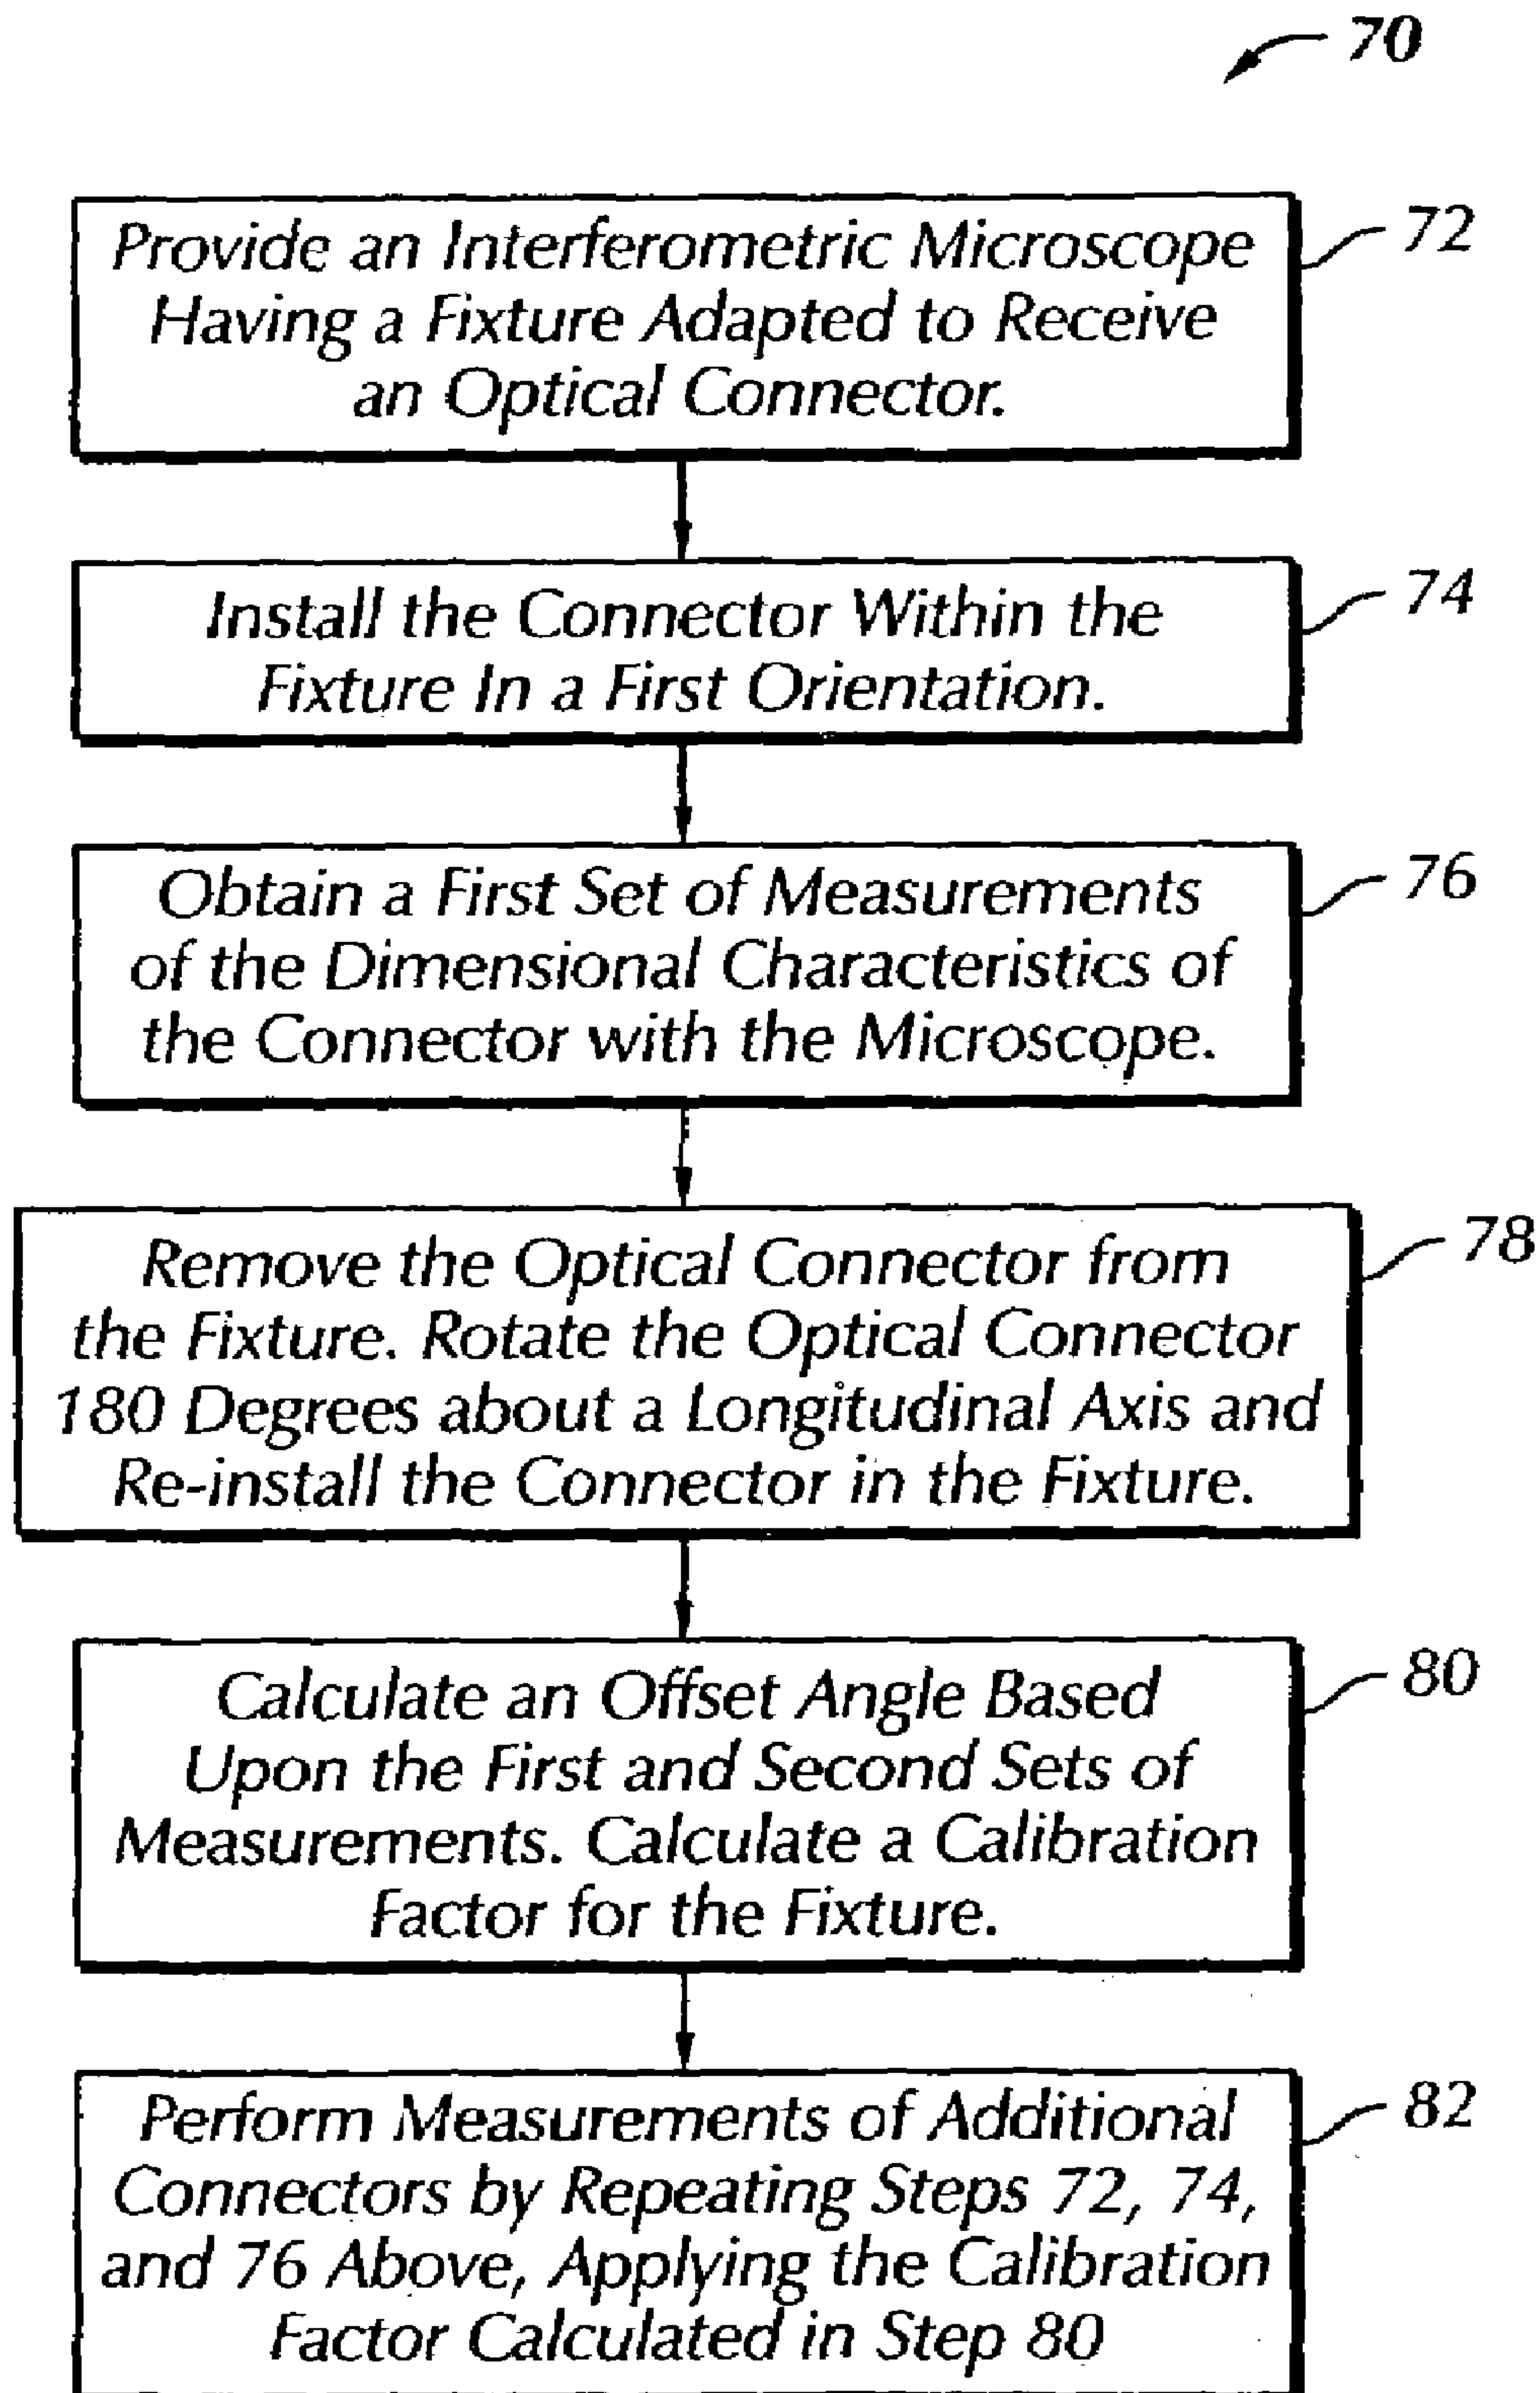 70
Provide an Interferometric Microscope
Having a Fixture Adapted to Receive
an Optical Connector.
72
Install the Connector Within the
Fixture In a First Orientation.
74
Obtain a First Set of Measurements
of the Dimensional Characteristics of
the Connector with the Microscope.
76
Remove the Optical Connector from
the Fixture. Rotate the Optical Connector
180 Degrees about a Longitudinal Axis and
Re-install the Connector in the Fixture.
78
Calculate an Offset Angle Based
Upon the First and Second Sets of
Measurements. Calculate a Calibration
Factor for the Fixture.
80
Perform Measurements of Additional
Connectors by Repeating Steps 72, 74,
and 76 Above, Applying the Calibration
Factor Calculated in Step 80
82